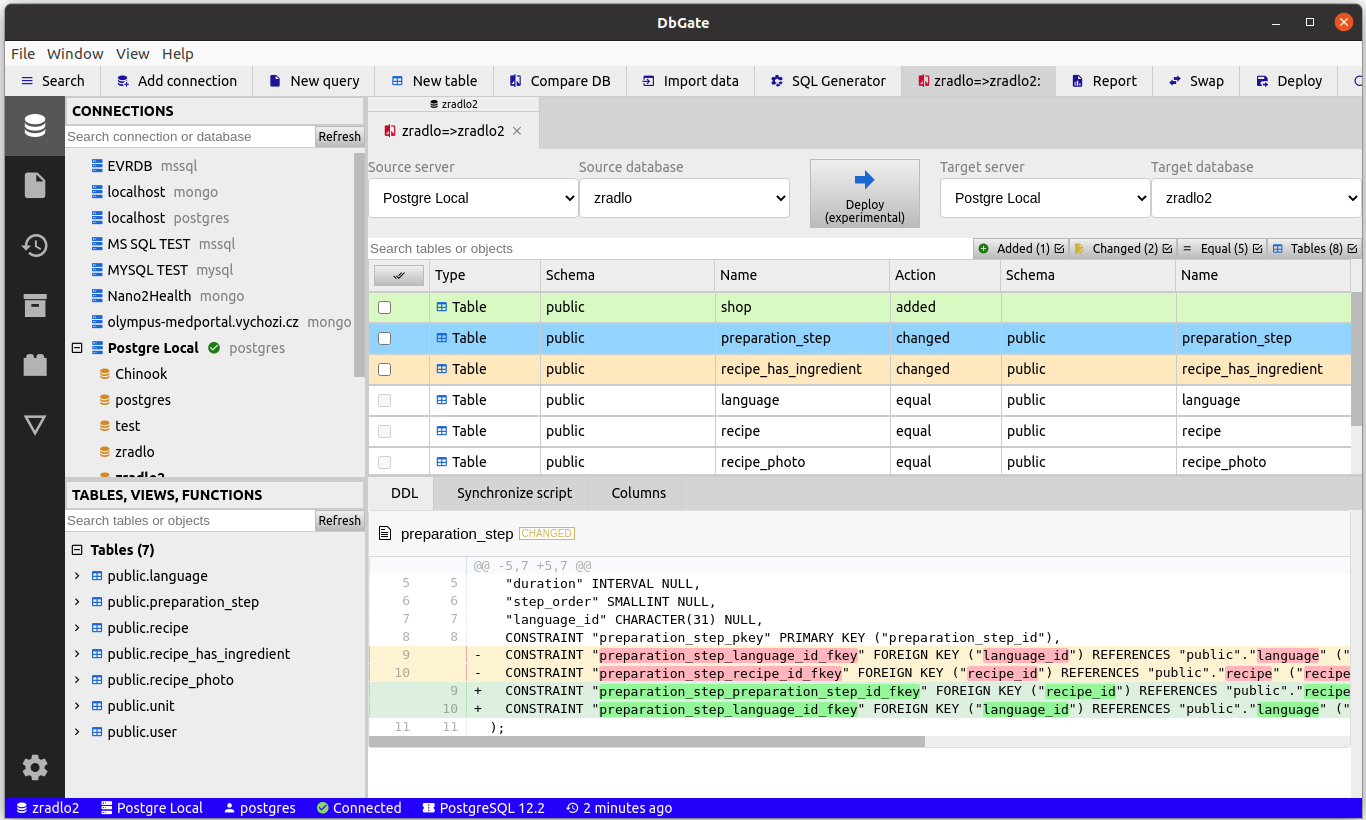 DbGate
File Window View Help
Search Add connection New query New table Compare DB Import data SQL Generator zradlo=>zradlo2: Report Swap Deploy
CONNECTIONS
Search connection or database Refresh
EVRDB mssql
localhost mongo
localhost postgres
MS SQL TEST mssql
MYSQL TEST mysql
Nano2Health mongo
olympus-medportal.vychozi.cz mongo
Postgre Local postgres
Chinook
postgres
test
zradlo
zradlo2
TABLES, VIEWS, FUNCTIONS
Search tables or objects Refresh
Tables (7)
public.language
public.preparation_step
public.recipe
public.recipe_has_ingredient
public.recipe_photo
public.unit
public.user
zradlo2
zradlo=>zradlo2 ×
Source server Source database Target server Target database
Postgre Local zradlo Deploy (experimental) Postgre Local zradlo2
Search tables or objects Added (1) Changed (2) = Equal (5) Tables (8)
Type Schema Name Action Schema Name
Table public shop added
Table public preparation_step changed public preparation_step
Table public recipe_has_ingredient changed public recipe_has_ingredient
Table public language equal public language
Table public recipe equal public recipe
Table public recipe_photo equal public recipe_photo
DDL Synchronize script Columns
preparation_step CHANGED
@@ -5,7 +5,7 @@
5 5 "duration" INTERVAL NULL,
6 6 "step_order" SMALLINT NULL,
7 7 "language_id" CHARACTER(31) NULL,
8 8 CONSTRAINT "preparation_step_pkey" PRIMARY KEY ("preparation_step_id"),
9 - CONSTRAINT "preparation_step_language_id_fkey" FOREIGN KEY ("language_id") REFERENCES "public"."language" ("
10 - CONSTRAINT "preparation_step_recipe_id_fkey" FOREIGN KEY ("recipe_id") REFERENCES "public"."recipe" ("recipe
9 + CONSTRAINT "preparation_step_preparation_step_id_fkey" FOREIGN KEY ("recipe_id") REFERENCES "public"."recipe
10 + CONSTRAINT "preparation_step_language_id_fkey" FOREIGN KEY ("language_id") REFERENCES "public"."language" ("
11 11 );
zradlo2 Postgre Local postgres Connected PostgreSQL 12.2 2 minutes ago